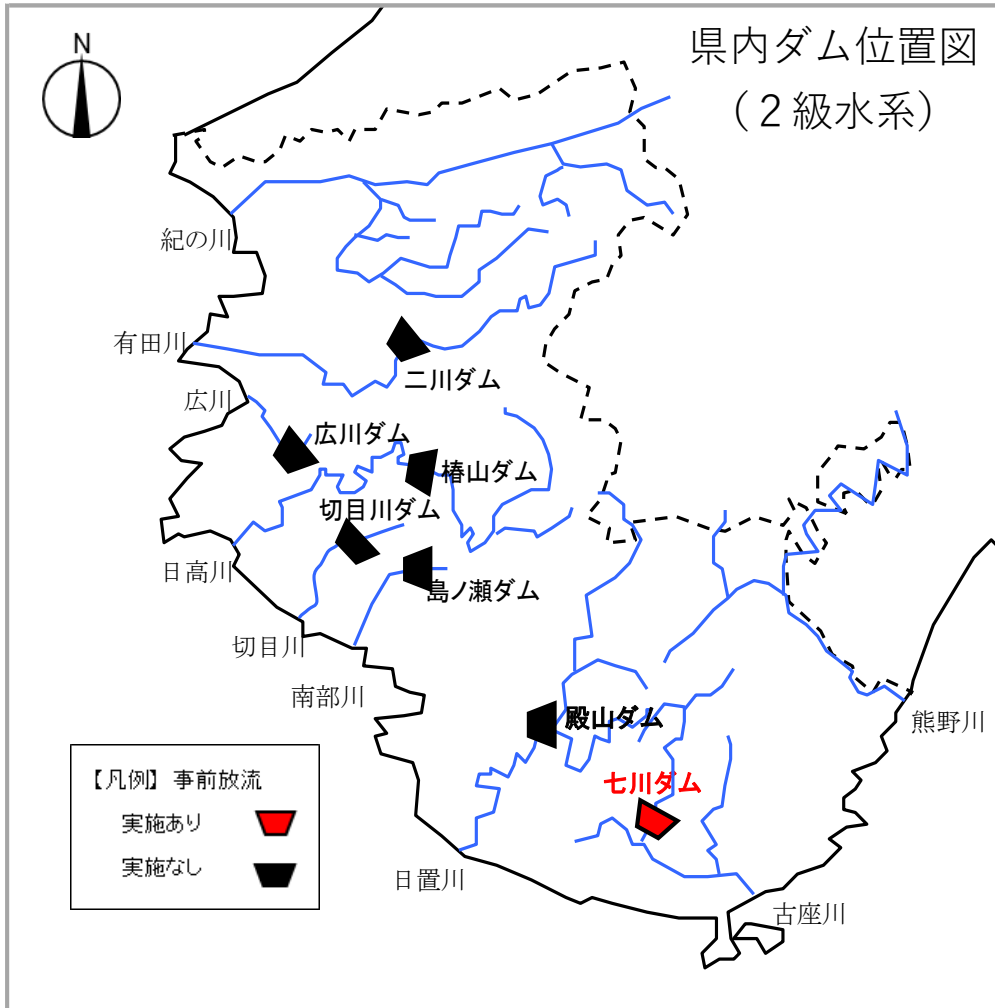 県内ダム位置図
（２級水系）
N
紀の川
有田川
二川ダム
広川
広川ダム
椿山ダム
切目川ダム
日高川
島ノ瀬ダム
切目川
南部川
殿山ダム
熊野川
七川ダム
【凡例】 事前放流
実施あり
実施なし
日置川
古座川